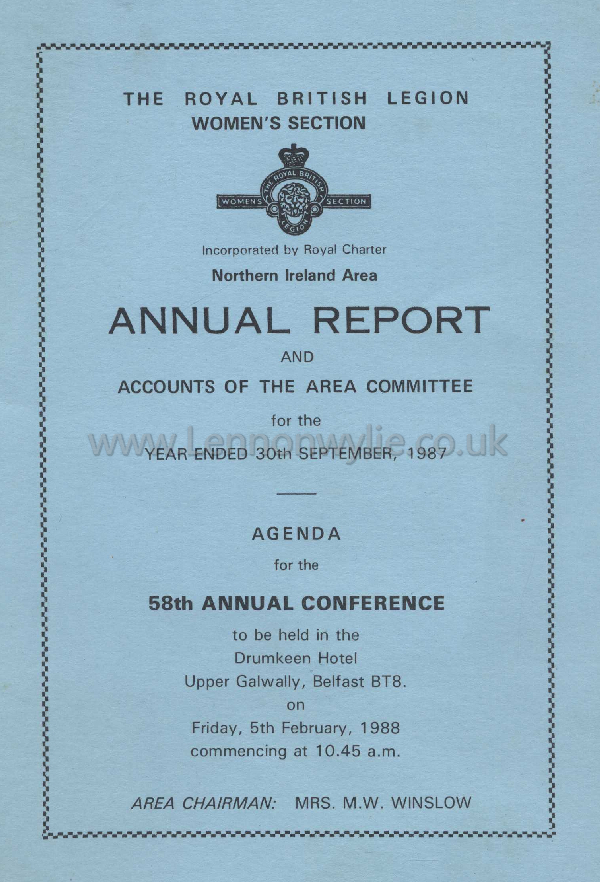 THE ROYAL BRITISH LEGION
WOMEN'S SECTION
THE ROYAL BRITISH
WOMENS SECTION
LEGION
Incorporated by Royal Charter
Northern Ireland Area
ANNUAL REPORT
AND
ACCOUNTS OF THE AREA COMMITTEE
for the
www.Lennonwylie.co.uk
YEAR ENDED 30th SEPTEMBER, 1987
AGENDA
for the
58th ANNUAL CONFERENCE
to be held in the
Drumkeen Hotel
Upper Galwally, Belfast BT8.
on
Friday, 5th February, 1988
commencing at 10.45 a.m.
AREA CHAIRMAN: MRS. M.W. WINSLOW